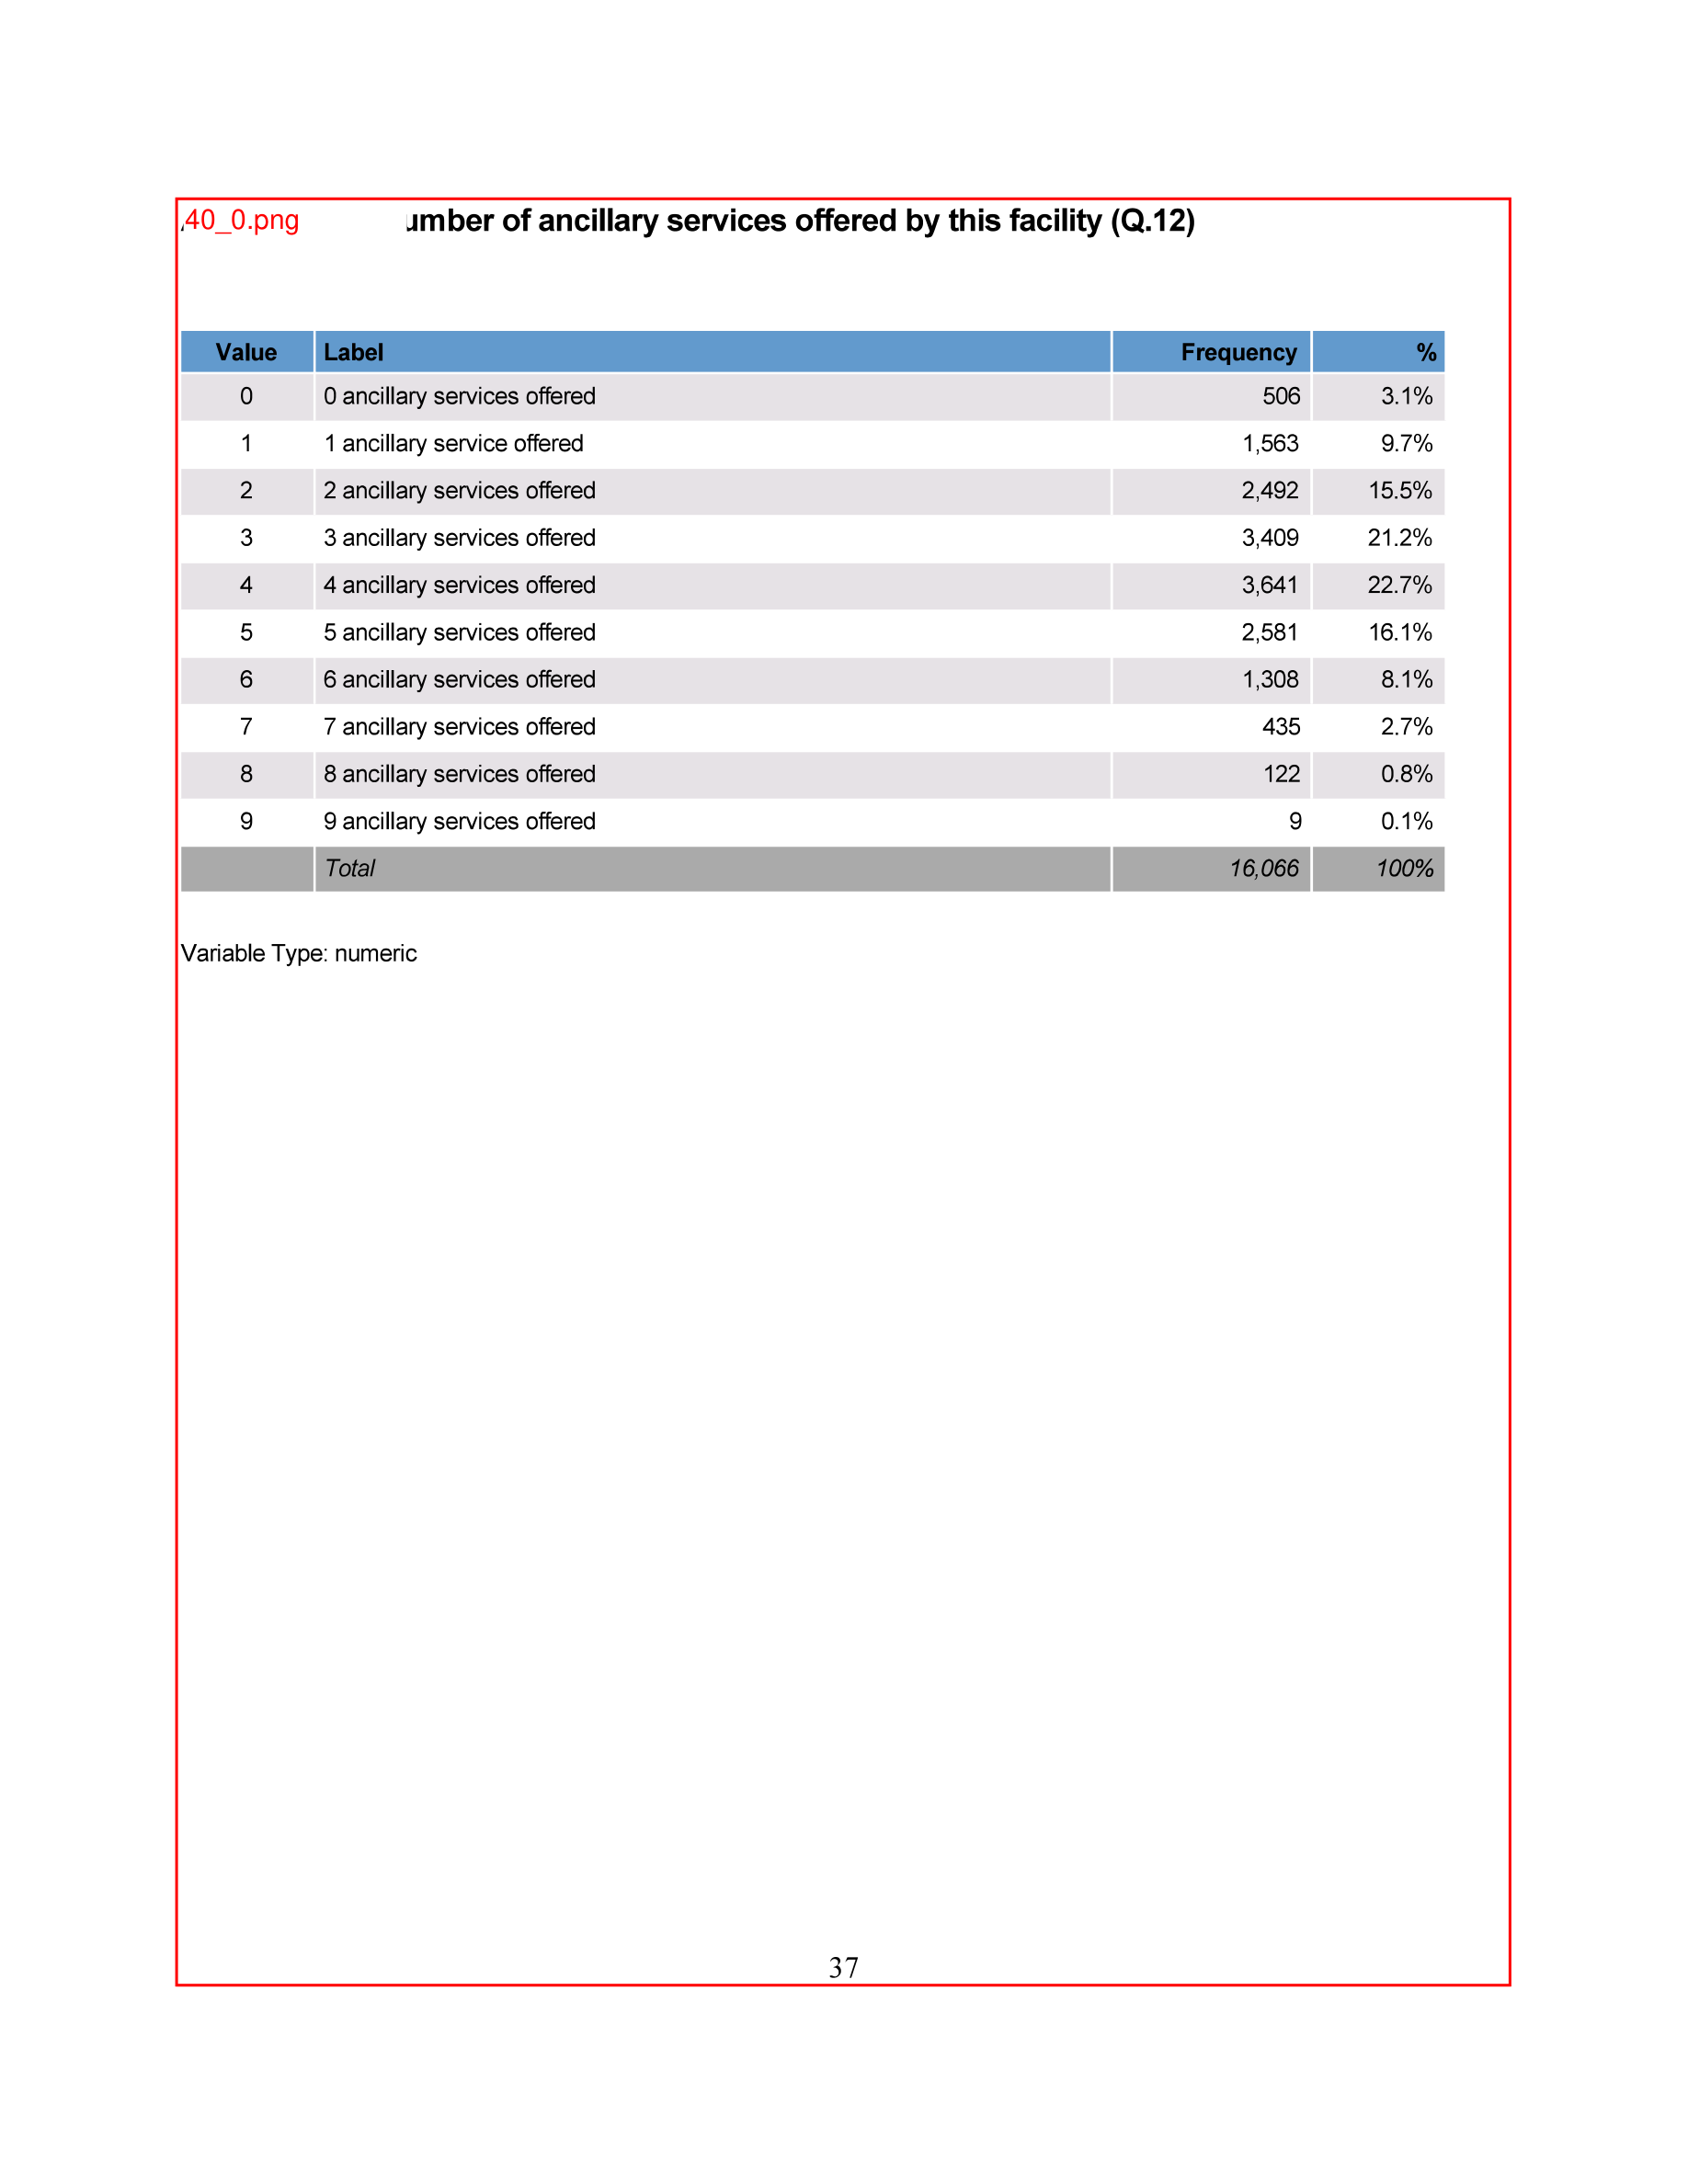 40_0.png umber of ancillary services offered by this facility (Q.12)
Value Label Frequency %
0 0 ancillary services offered 506 3.1%
1 1 ancillary service offered 1,563 9.7%
2 2 ancillary services offered 2,492 15.5%
3 3 ancillary services offered 3,409 21.2%
4 4 ancillary services offered 3,641 22.7%
5 5 ancillary services offered 2,581 16.1%
6 6 ancillary services offered 1,308 8.1%
7 7 ancillary services offered 435 2.7%
8 8 ancillary services offered 122 0.8%
9 9 ancillary services offered 9 0.1%
Total 16,066 100%
Variable Type: numeric
37